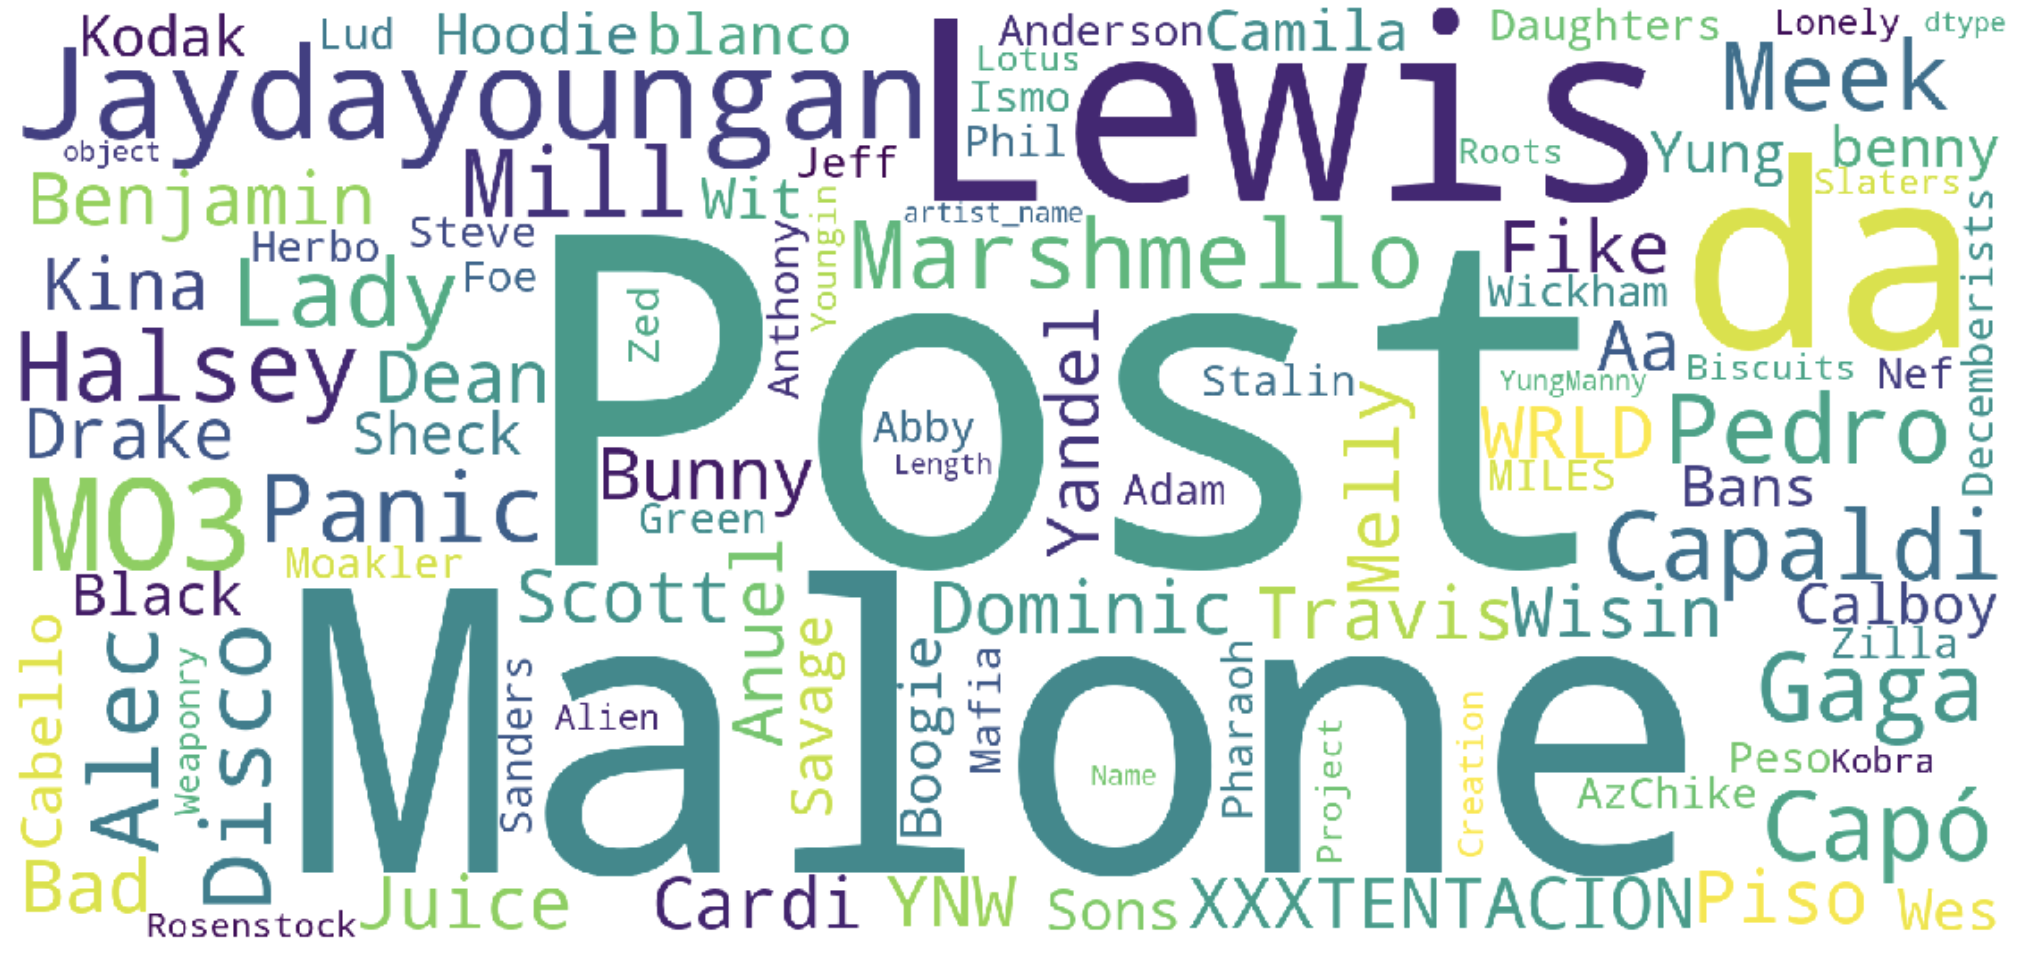 Kodak
Lud
Hoodie
blanco
Anderson
Camila
Daughters
Lonely
dtype
Jaydayoungan
Lewis
Lotus
Ismo
Phil
Meek
object
Mill
Jeff
Roots
Yung
benny
Benjamin
Wit
Youngin
artist_name
Slaters
da
Decemberists
Herbo
Steve
Anthony
Marshmello
Fike
Kina
Lady
Foe
Post
Zed
Yandel
Wickham
Halsey
Dean
Stalin
Aa
YungManny
Biscuits
Nef
Drake
Sheck
Abby
Length
Melly
WRLD
Pedro
MO3
Panic
Bunny
Green
Adam
MILES
Bans
Moakler
Capaldi
Black
Scott
Anuel
Dominic
Travis
Wisin
Calboy
Zilla
Cabello
Alec
Weaponry
Disco
Malone
Sanders
Alien
Savage
Boogie
Mafia
Name
Pharaoh
Project
Creation
Gaga
Peso
Kobra
AzChike
Capó
Bad
Rosenstock
Juice
Cardi
YNW
Sons
XXXTENTACION
Piso
Wes